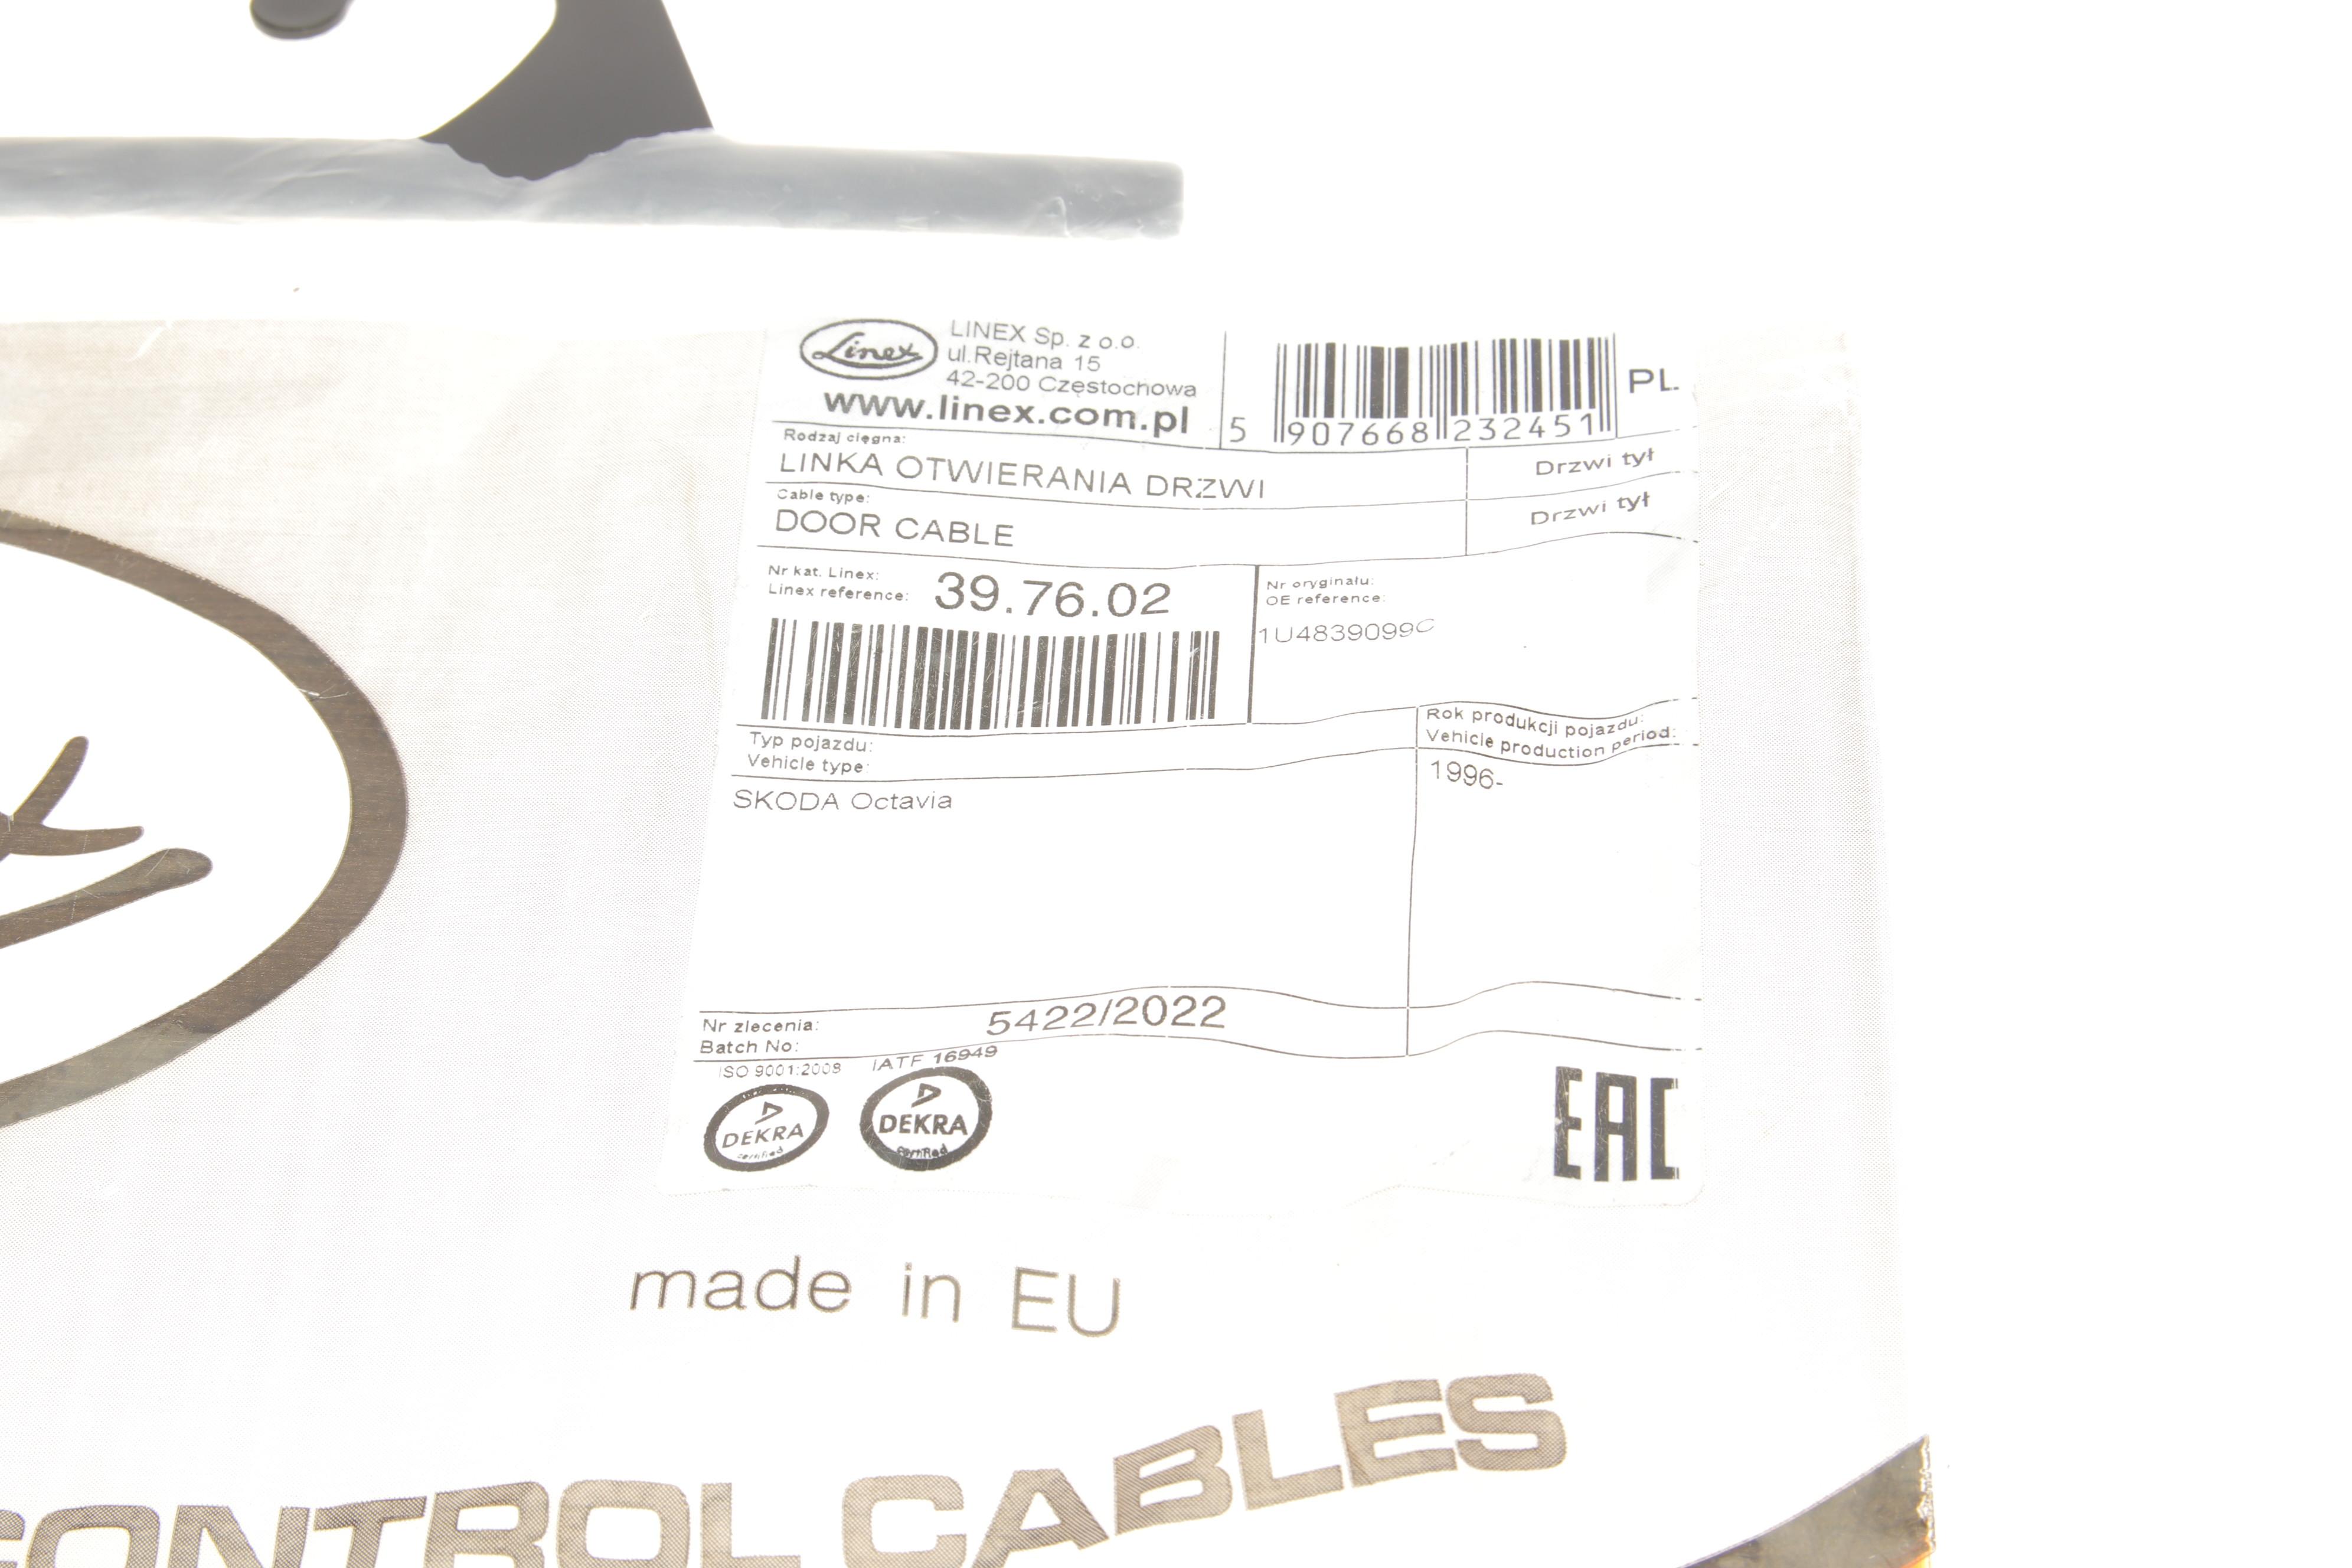 Linex
LINEX Sp. z o.o.
ul.Rejtana 15
42-200 Częstochowa
www.linex.com.pl
5 907668 232451
PL
Rodzaj cięgna:
LINKA OTWIERANIA DRZWI
Drzwi tył
Cable type:
DOOR CABLE
Drzwi tył
Nr kat. Linex:
Linex reference: 39.76.02
Nr oryginału:
OE reference:
1U4839099C
Typ pojazdu:
Vehicle type:
Rok produkcji pojazdu:
Vehicle production period:
SKODA Octavia
1996-
Nr zlecenia:
Batch No: 5422/2022
ISO 9001:2008
IATF 16949
DEKRA
certified
DEKRA
certified
EAC
made in EU
CONTROL CABLES